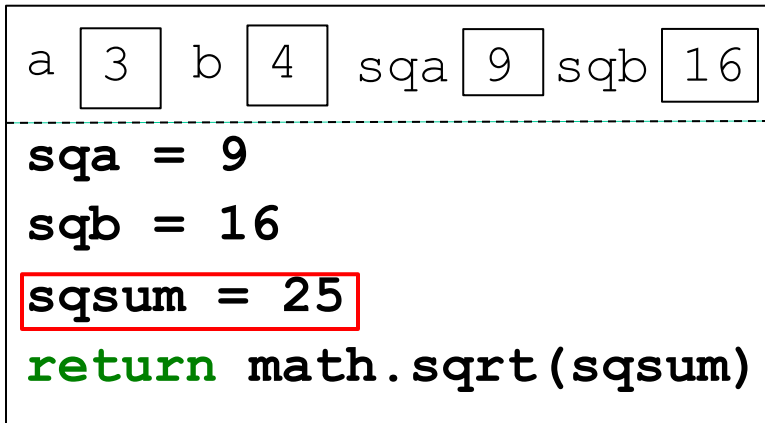 a 3 b 4 sqa 9 sqb 16
sqa = 9
sqb = 16
sqsum = 25
return math.sqrt(sqsum)